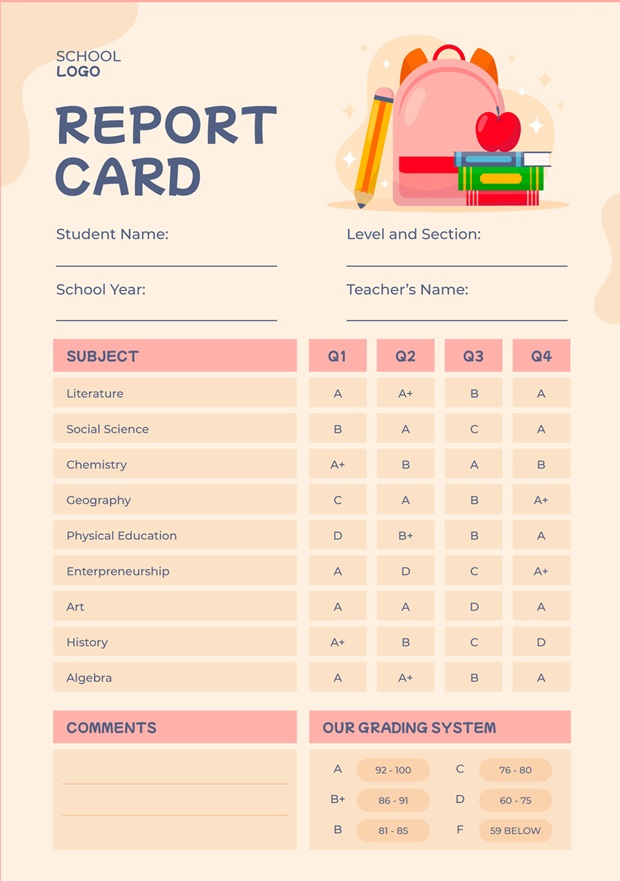 SCHOOL
LOGO
REPORT
CARD
Student Name:
Level and Section:
School Year:
Teacher’s Name:
SUBJECT Q1 Q2 Q3 Q4
Literature A A+ B A
Social Science B A C A
Chemistry A+ B A B
Geography C A B A+
Physical Education D B+ B A
Enterpreneurship A D C A+
Art A A D A
History A+ B C D
Algebra A A+ B A
COMMENTS
OUR GRADING SYSTEM
A 92 - 100 C 76 - 80
B+ 86 - 91 D 60 - 75
B 81 - 85 F 59 BELOW